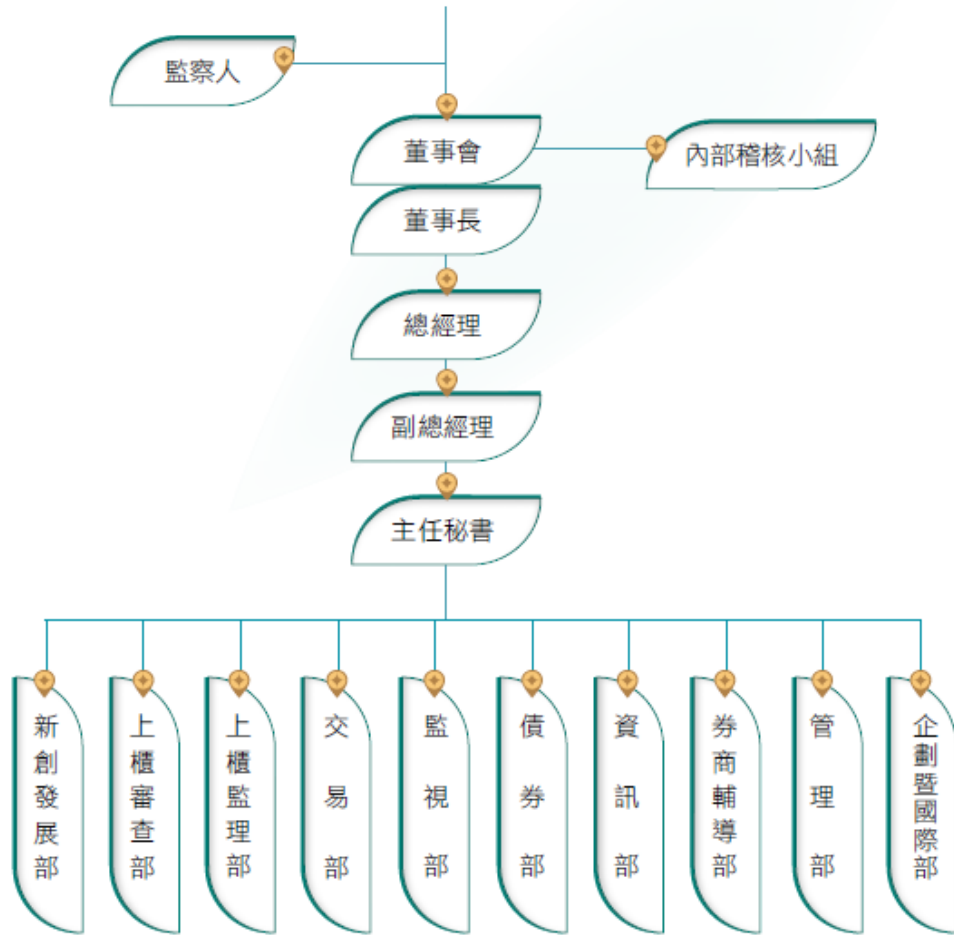 監察人
董事會
內部稽核小組
董事長
總經理
副總經理
主任秘書
新創發展部
上櫃審查部
上櫃監理部
交易部
監視部
債券部
資訊部
券商輔導部
管理部
企劃暨國際部